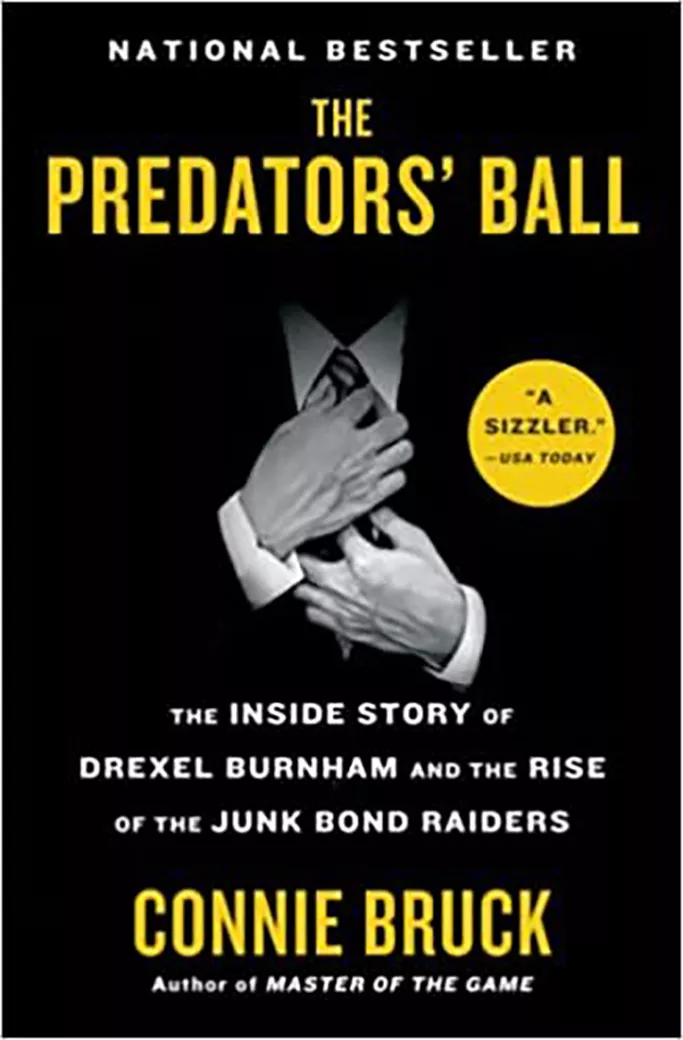 NATIONAL BESTSELLER
THE
PREDATORS' BALL
"A
SIZZLER."
—USA TODAY
THE INSIDE STORY OF
DREXEL BURNHAM AND THE RISE
OF THE JUNK BOND RAIDERS
CONNIE BRUCK
Author of MASTER OF THE GAME